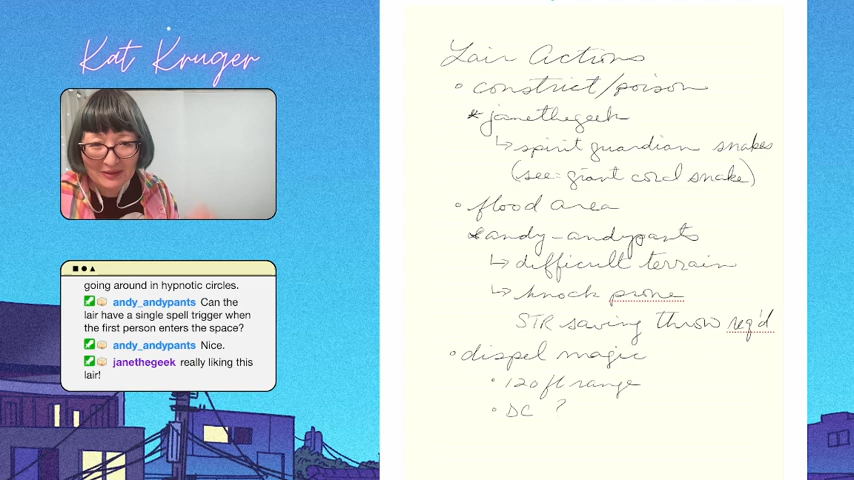 Kat Kruger
going around in hypnotic circles.
andy_andypants Can the
lair have a single spell trigger when
the first person enters the space?
andy_andypants Nice.
janethegeek really liking this
lair!
Lair Actions
• constrict/poison
* janethegeek
↳ spirit guardian snakes
(see: giant cord snake)
• flood area
* andy-andypants
↳ difficult terrain
↳ knock prone
STR saving throw req'd
• dispel magic
• 120 ft range
• DC ?